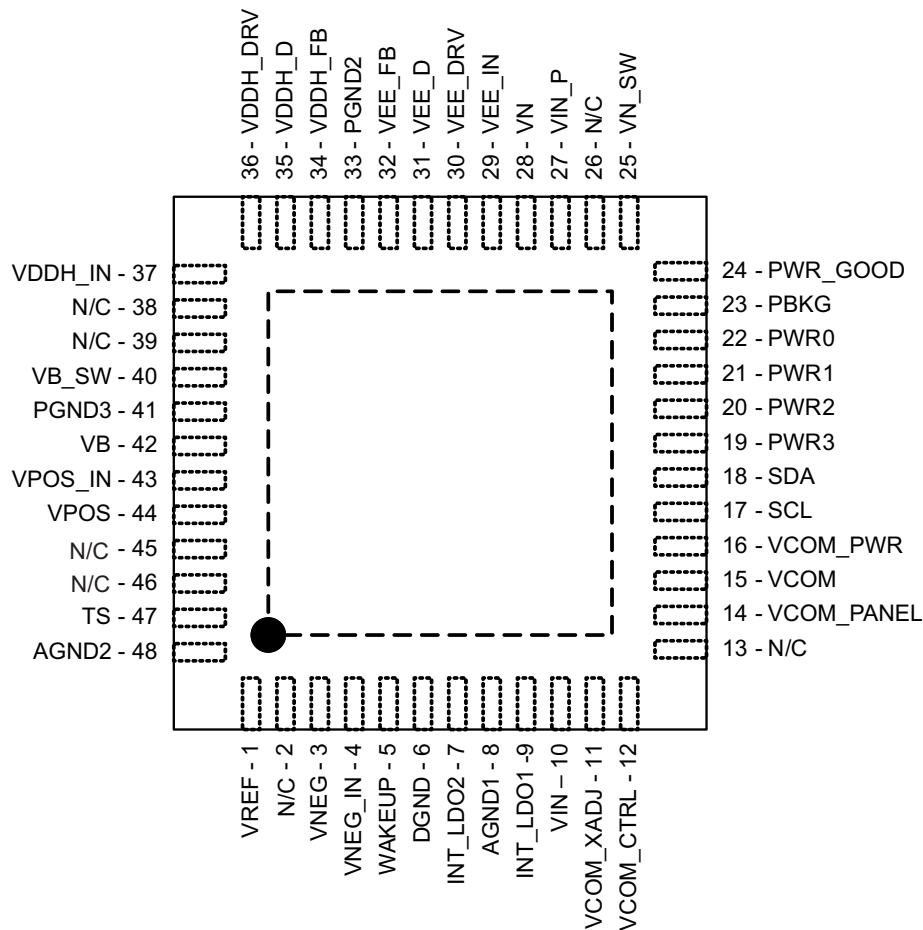 36 - VDDH_DRV
35 - VDDH_D
34 - VDDH_FB
33 - PGND2
32 - VEE_FB
31 - VEE_D
30 - VEE_DRV
29 - VEE_IN
28 - VN
27 - VIN_P
26 - N/C
25 - VN_SW
VDDH_IN - 37
N/C - 38
N/C - 39
VB_SW - 40
PGND3 - 41
VB - 42
VPOS_IN - 43
VPOS - 44
N/C - 45
N/C - 46
TS - 47
AGND2 - 48
24 - PWR_GOOD
23 - PBKG
22 - PWR0
21 - PWR1
20 - PWR2
19 - PWR3
18 - SDA
17 - SCL
16 - VCOM_PWR
15 - VCOM
14 - VCOM_PANEL
13 - N/C
VREF - 1
N/C - 2
VNEG - 3
VNEG_IN - 4
WAKEUP - 5
DGND - 6
INT_LDO2 - 7
AGND1 - 8
INT_LDO1 -9
VIN – 10
VCOM_XADJ - 11
VCOM_CTRL - 12